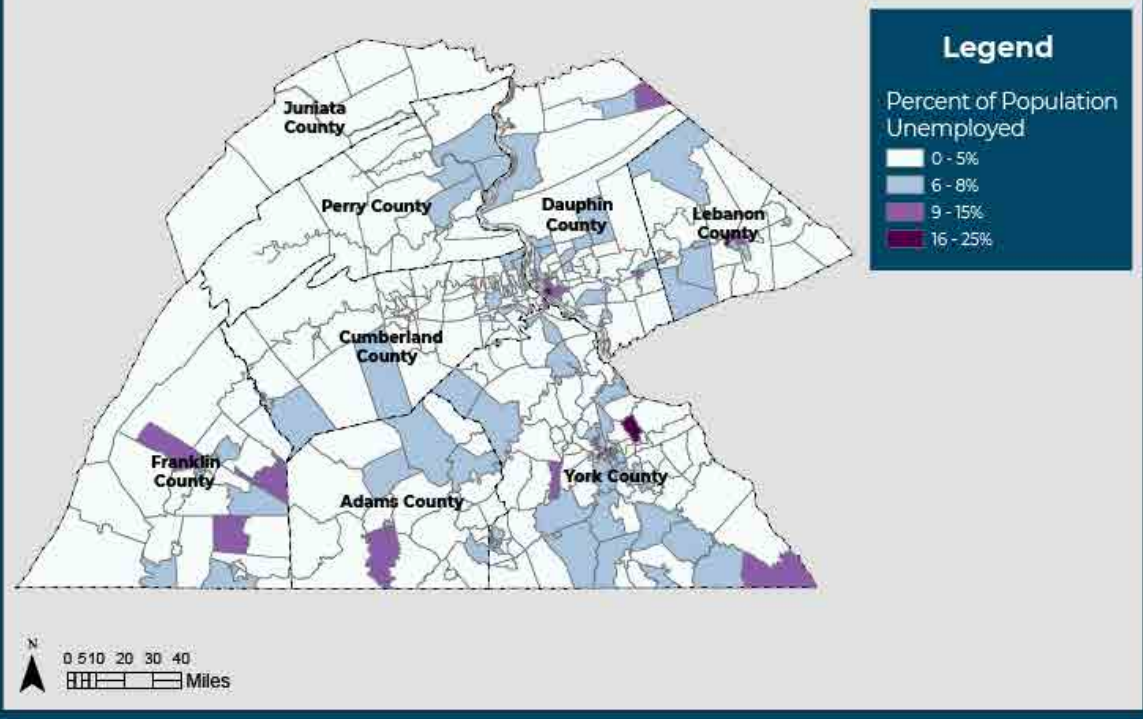 Legend
Percent of Population
Unemployed
0 - 5%
6 - 8%
9 - 15%
16 - 25%
Juniata
County
Perry County
Dauphin
County
Lebanon
County
Cumberland
County
Franklin
County
Adams County
York County
N
0 5 10 20 30 40
Miles